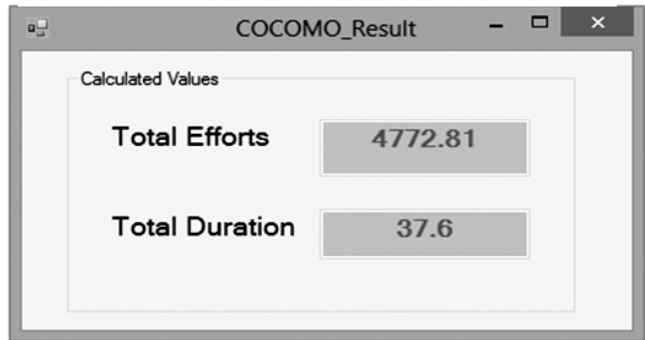 COCOMO_Result
Calculated Values
Total Efforts 4772.81
Total Duration 37.6